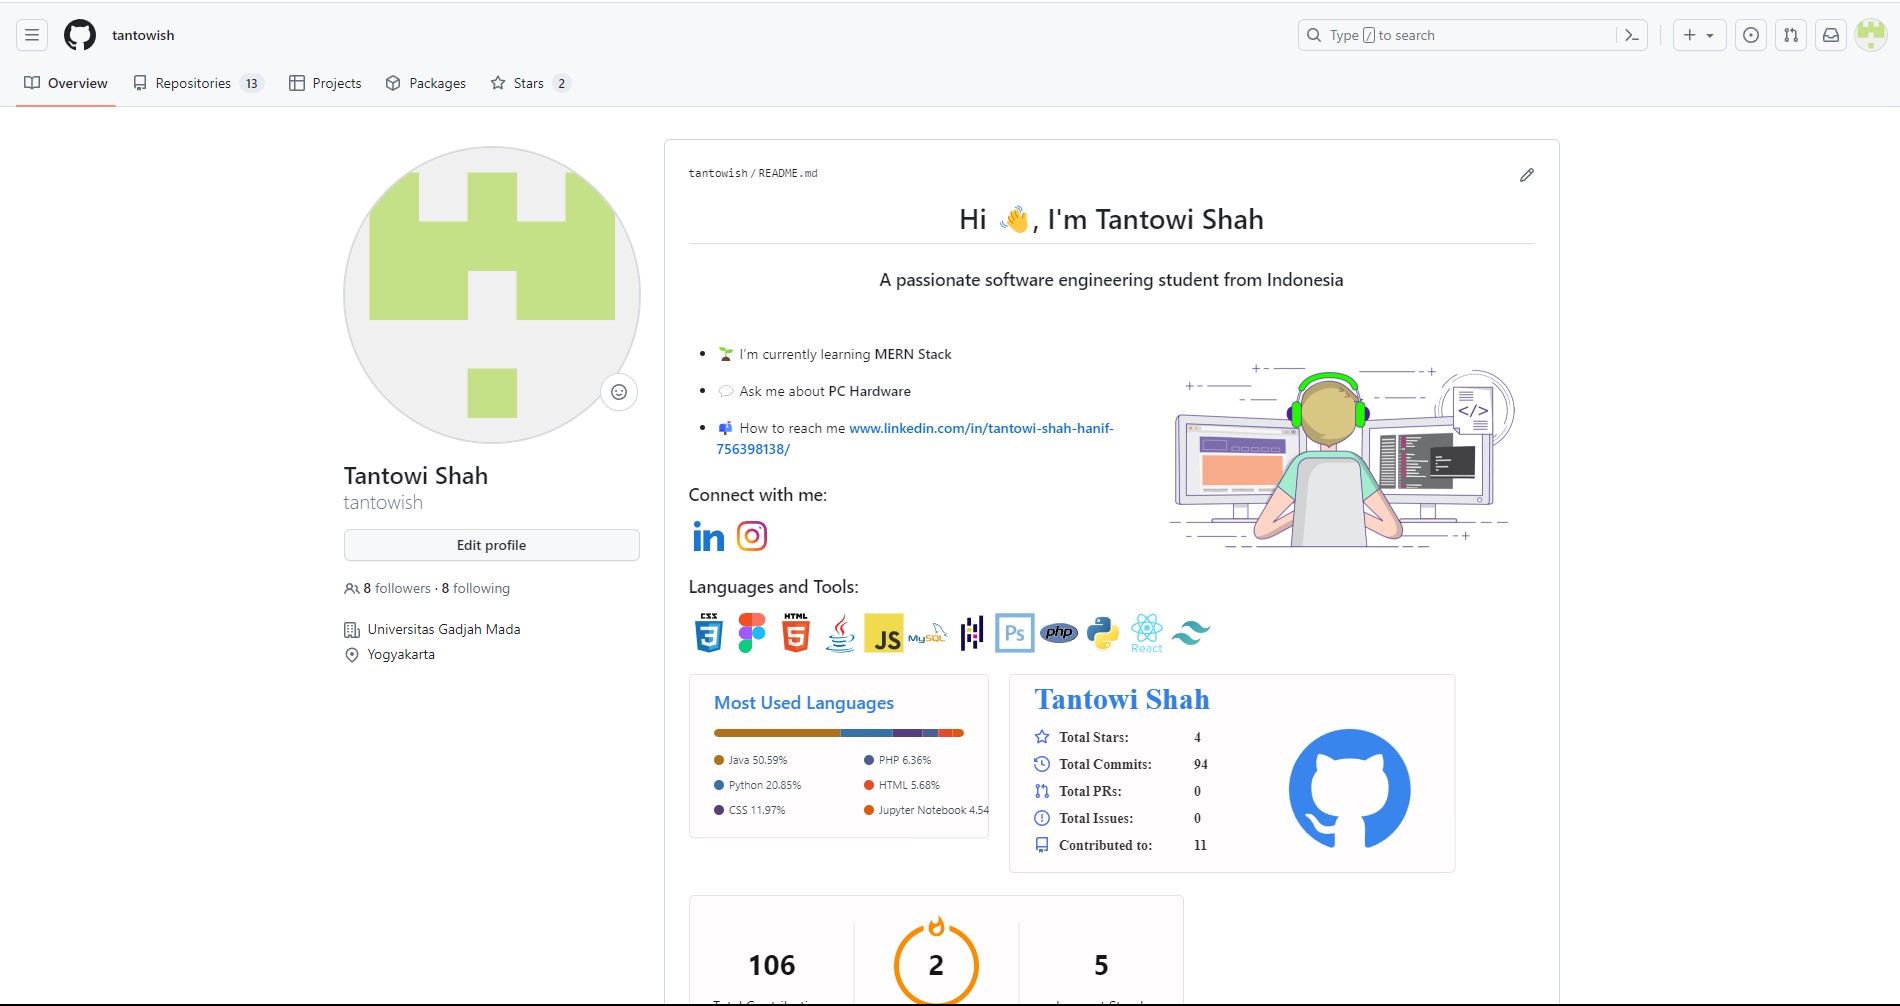 tantowish
Type / to search
Overview
Repositories 13
Projects
Packages
Stars 2
Tantowi Shah
tantowish
Edit profile
8 followers · 8 following
Universitas Gadjah Mada
Yogyakarta
tantowish / README.md
Hi 👋, I'm Tantowi Shah
A passionate software engineering student from Indonesia
🌱 I'm currently learning MERN Stack
💬 Ask me about PC Hardware
📫 How to reach me www.linkedin.com/in/tantowi-shah-hanif-
756398138/
Connect with me:
in
Languages and Tools:
CSS 3
HTML 5
JS
MySQL
Ps
php
React
</>
Most Used Languages
Java 50.59%
Python 20.85%
CSS 11.97%
PHP 6.36%
HTML 5.68%
Jupyter Notebook 4.54
Tantowi Shah
Total Stars: 4
Total Commits: 94
Total PRs: 0
Total Issues: 0
Contributed to: 11
106
2
5